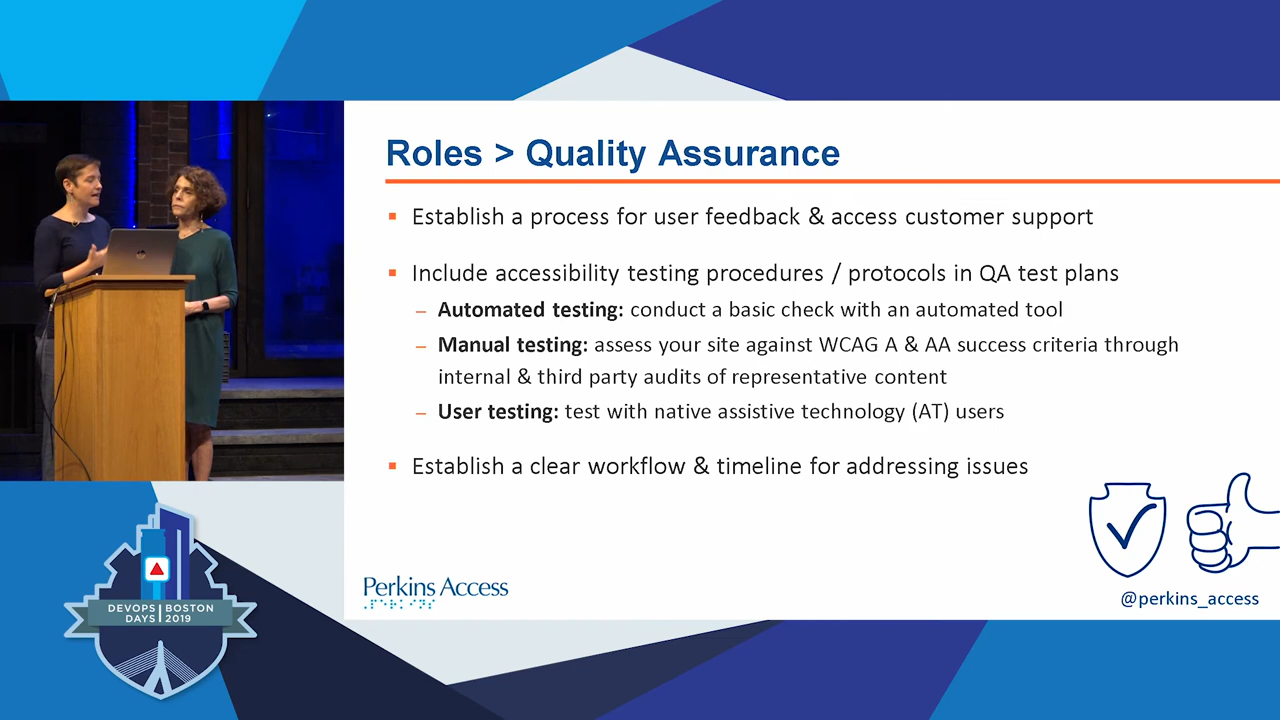 Roles > Quality Assurance
▪ Establish a process for user feedback & access customer support
▪ Include accessibility testing procedures / protocols in QA test plans
– Automated testing: conduct a basic check with an automated tool
– Manual testing: assess your site against WCAG A & AA success criteria through
internal & third party audits of representative content
– User testing: test with native assistive technology (AT) users
▪ Establish a clear workflow & timeline for addressing issues
Perkins Access
@perkins_access
DEVOPS | BOSTON
DAYS | 2019